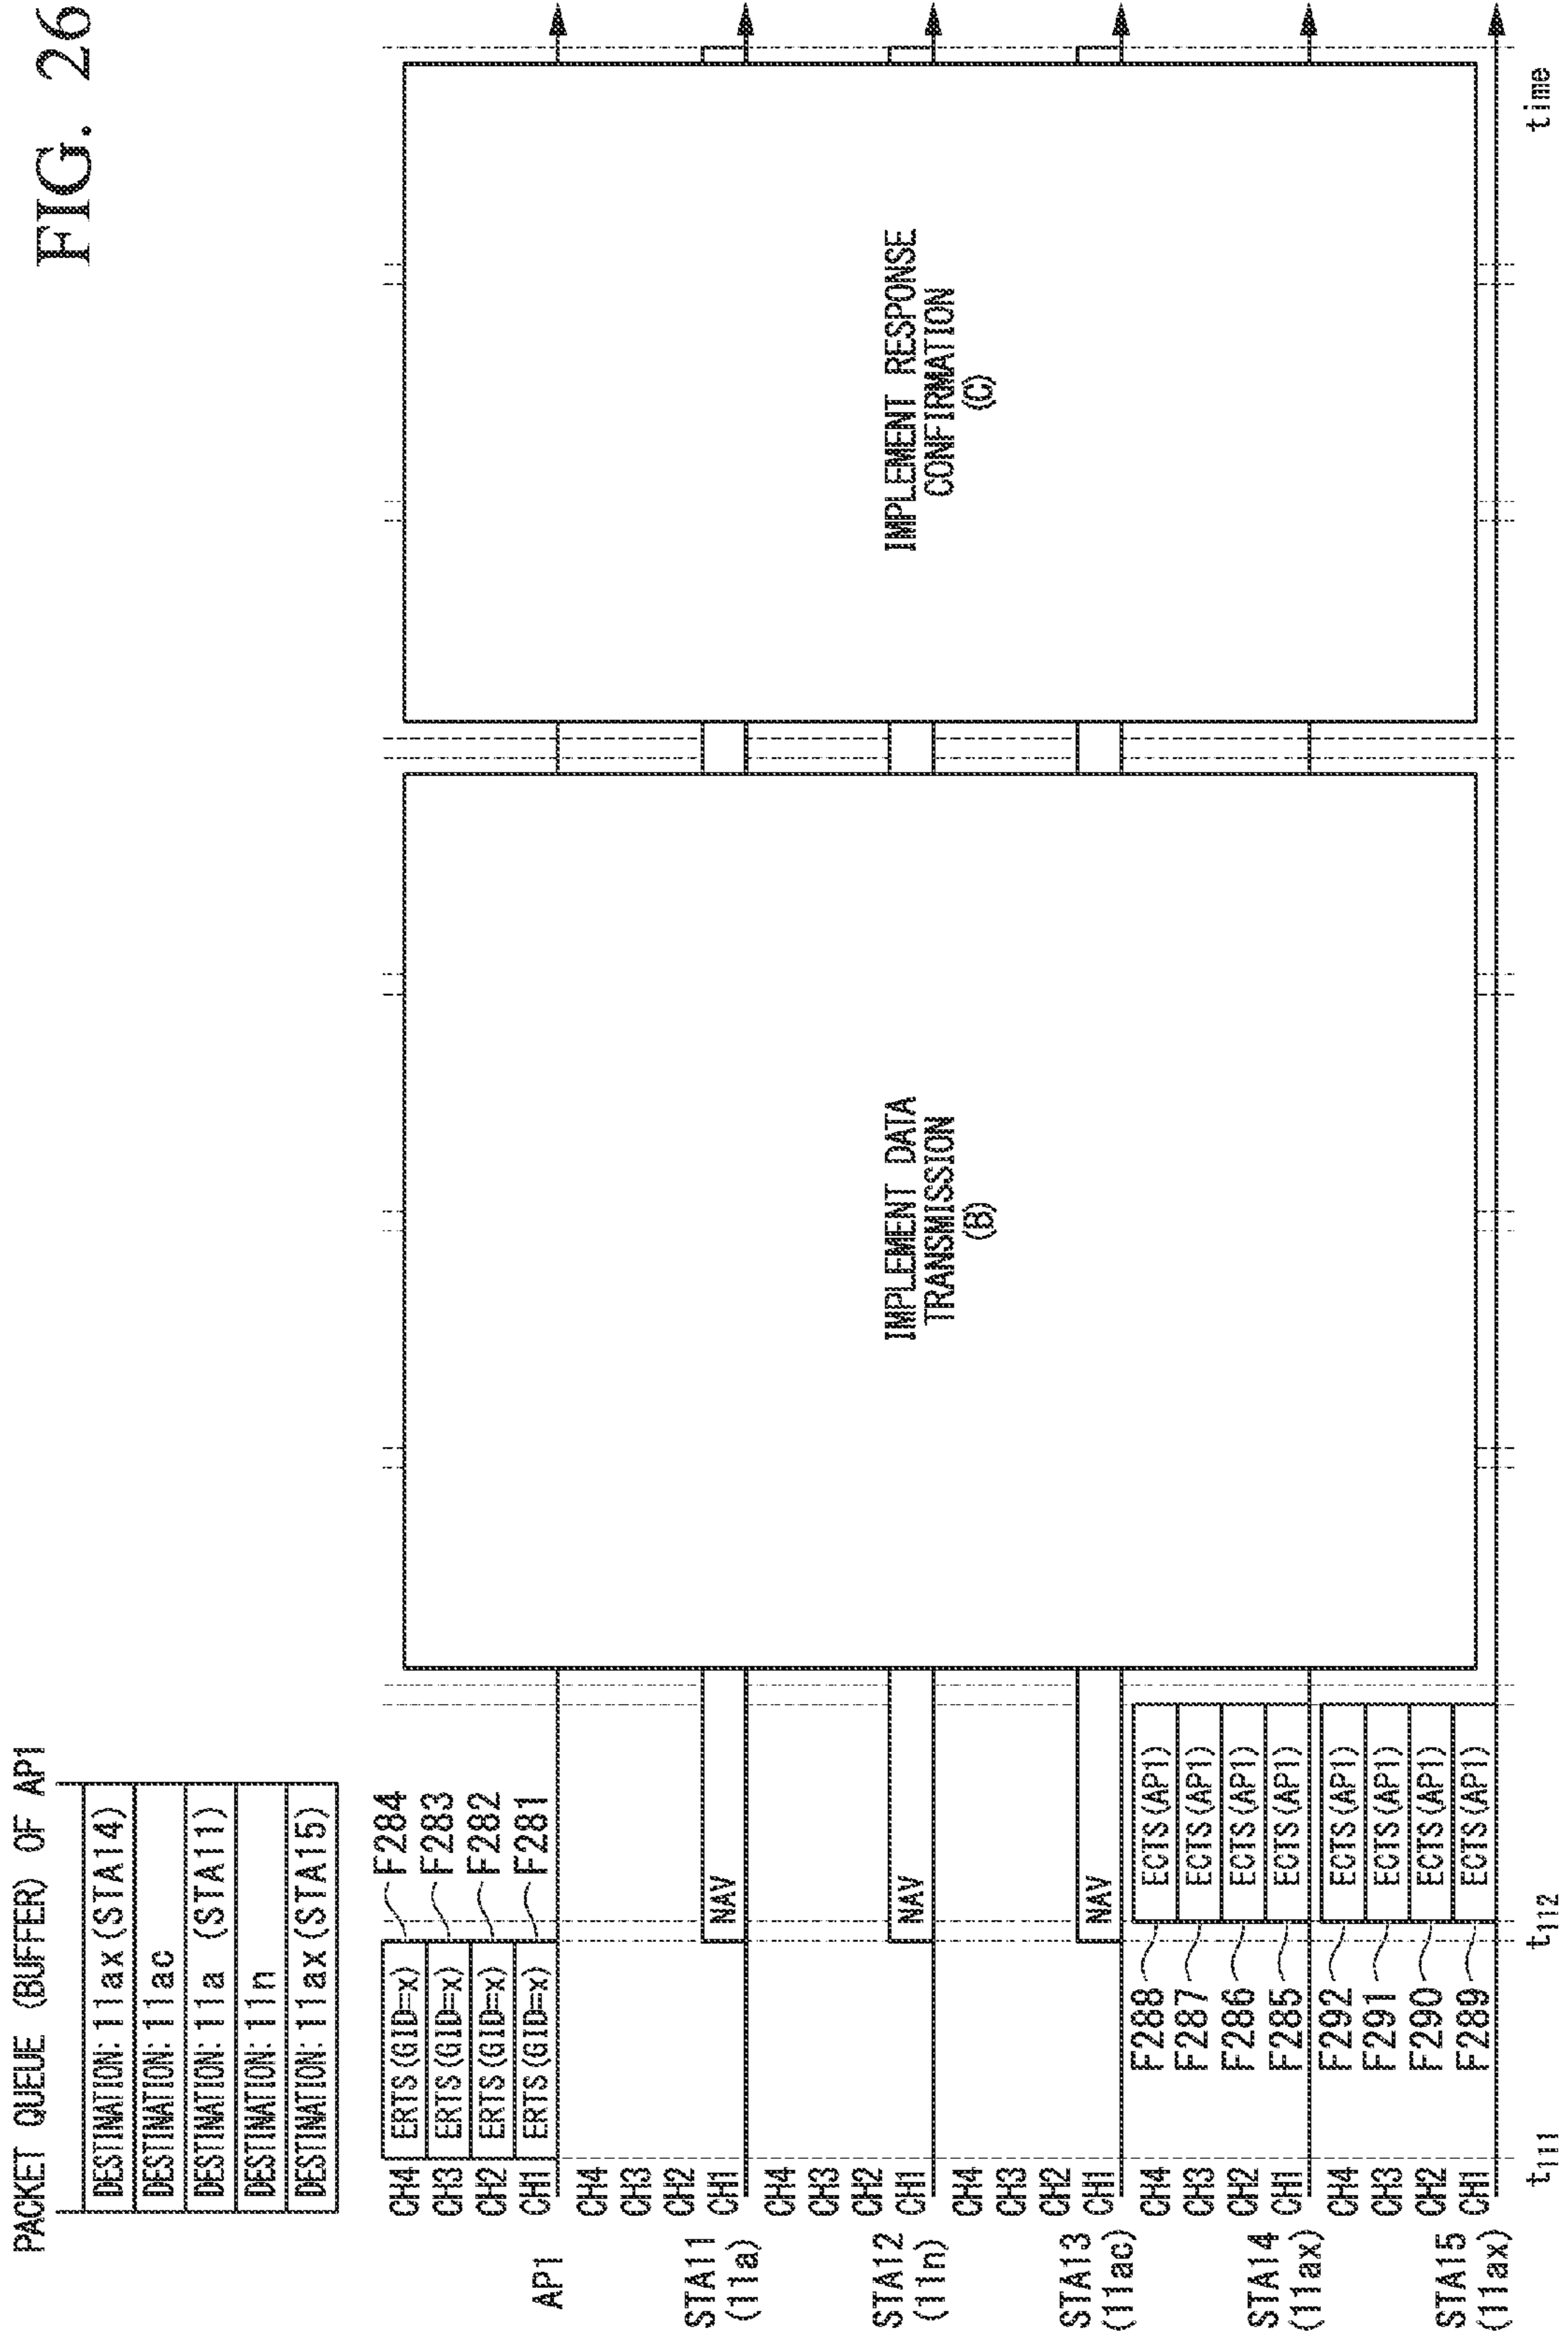 FIG. 26
PACKET QUEUE (BUFFER) OF AP1
DESTINATION: 11ax (STA14)
DESTINATION: 11ac
DESTINATION: 11a (STA11)
DESTINATION: 11n
DESTINATION: 11ax (STA15)
AP1
CH4 ERTS (GID=x) F284
CH3 ERTS (GID=x) F283
CH2 ERTS (GID=x) F282
CH1 ERTS (GID=x) F281
STA11
(11a)
CH4
CH3
CH2
CH1 NAV
STA12
(11n)
CH4
CH3
CH2
CH1 NAV
STA13
(11ac)
CH4
CH3
CH2
CH1 NAV
STA14
(11ax)
CH4 F288 ECTS (AP1)
CH3 F287 ECTS (AP1)
CH2 F286 ECTS (AP1)
CH1 F285 ECTS (AP1)
STA15
(11ax)
CH4 F292 ECTS (AP1)
CH3 F291 ECTS (AP1)
CH2 F290 ECTS (AP1)
CH1 F289 ECTS (AP1)
IMPLEMENT DATA
TRANSMISSION
(B)
IMPLEMENT RESPONSE
CONFIRMATION
(C)
t111 t112 time